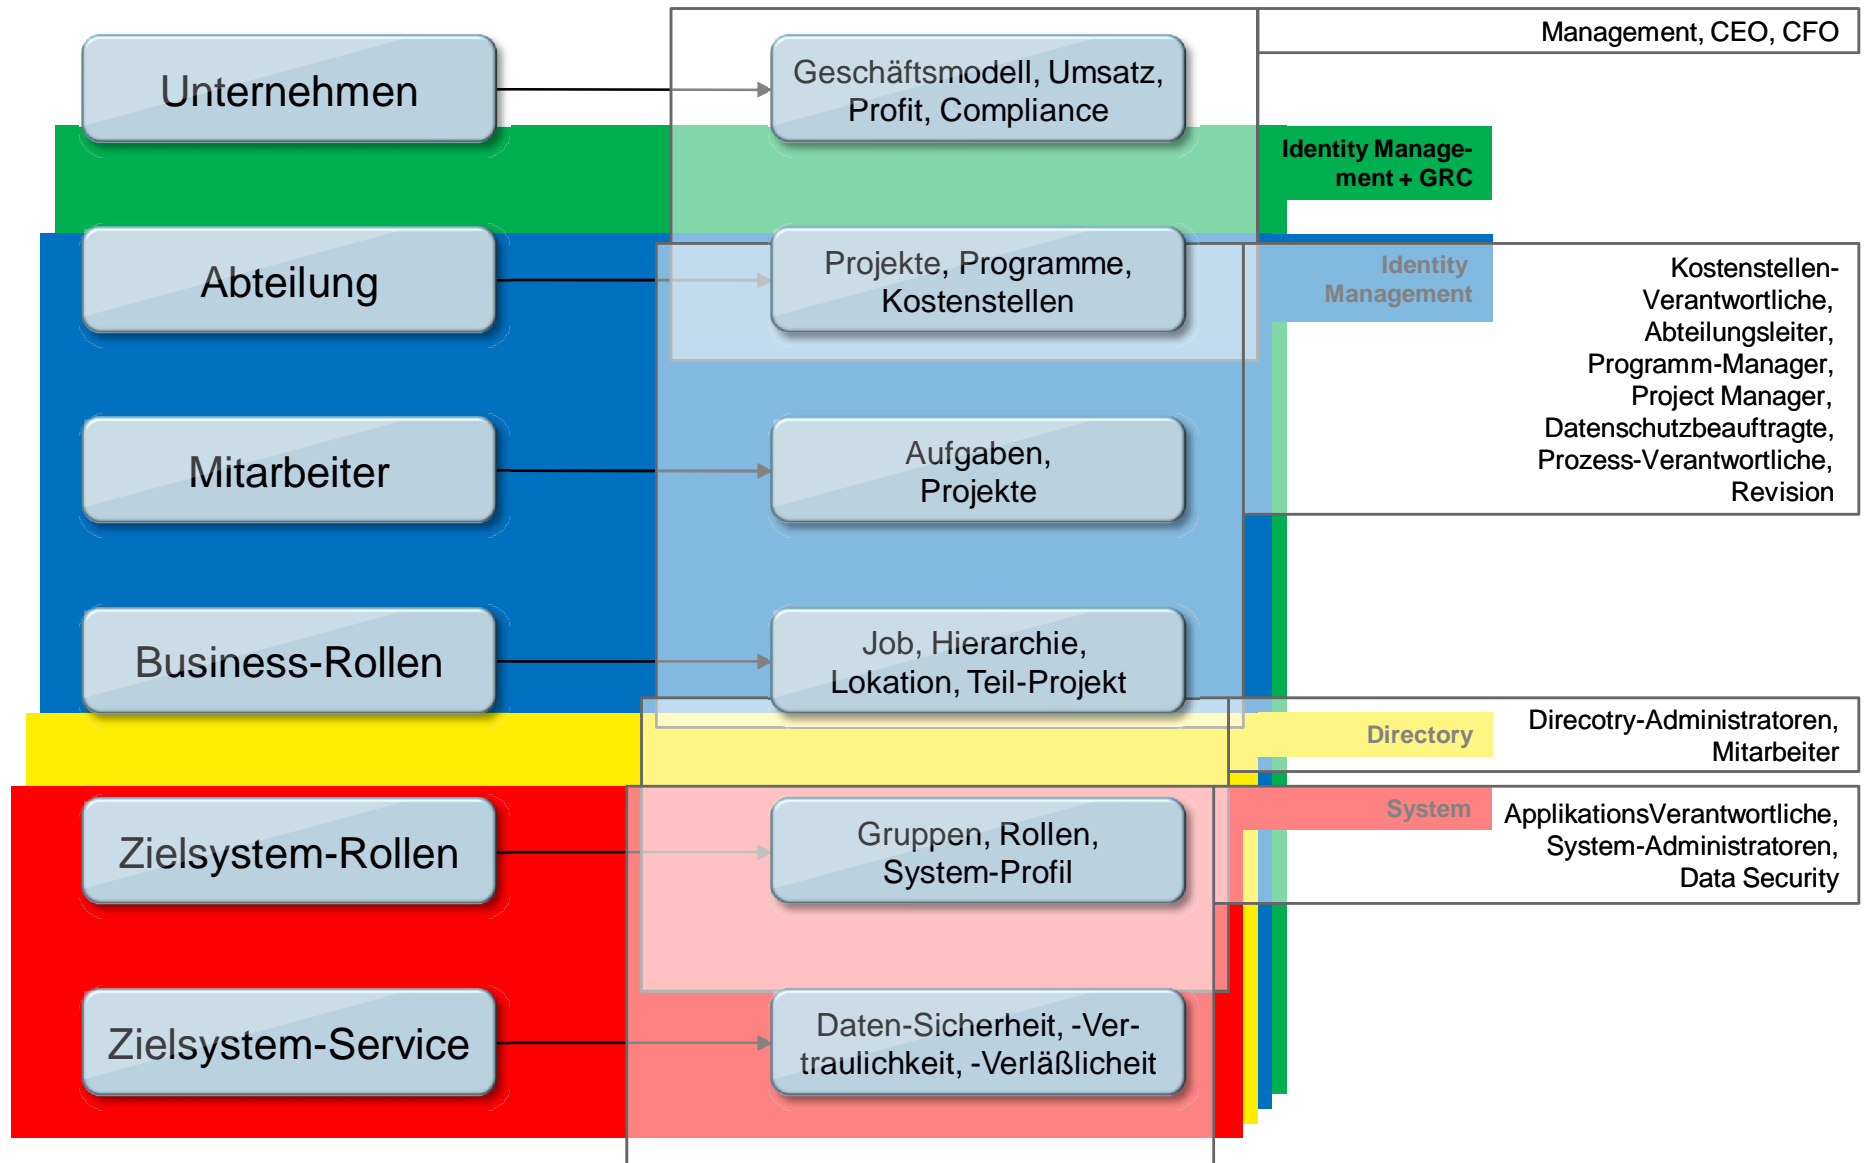 Management, CEO, CFO
Unternehmen
Geschäftsmodell, Umsatz,
Profit, Compliance
Identity Manage-
ment + GRC
Abteilung
Projekte, Programme,
Kostenstellen
Identity
Management
Kostenstellen-
Verantwortliche,
Abteilungsleiter,
Programm-Manager,
Project Manager,
Datenschutzbeauftragte,
Prozess-Verantwortliche,
Revision
Mitarbeiter
Aufgaben,
Projekte
Business-Rollen
Job, Hierarchie,
Lokation, Teil-Projekt
Directory
Direcotry-Administratoren,
Mitarbeiter
Zielsystem-Rollen
Gruppen, Rollen,
System-Profil
System
ApplikationsVerantwortliche,
System-Administratoren,
Data Security
Zielsystem-Service
Daten-Sicherheit, -Ver-
traulichkeit, -Verläßlicheit